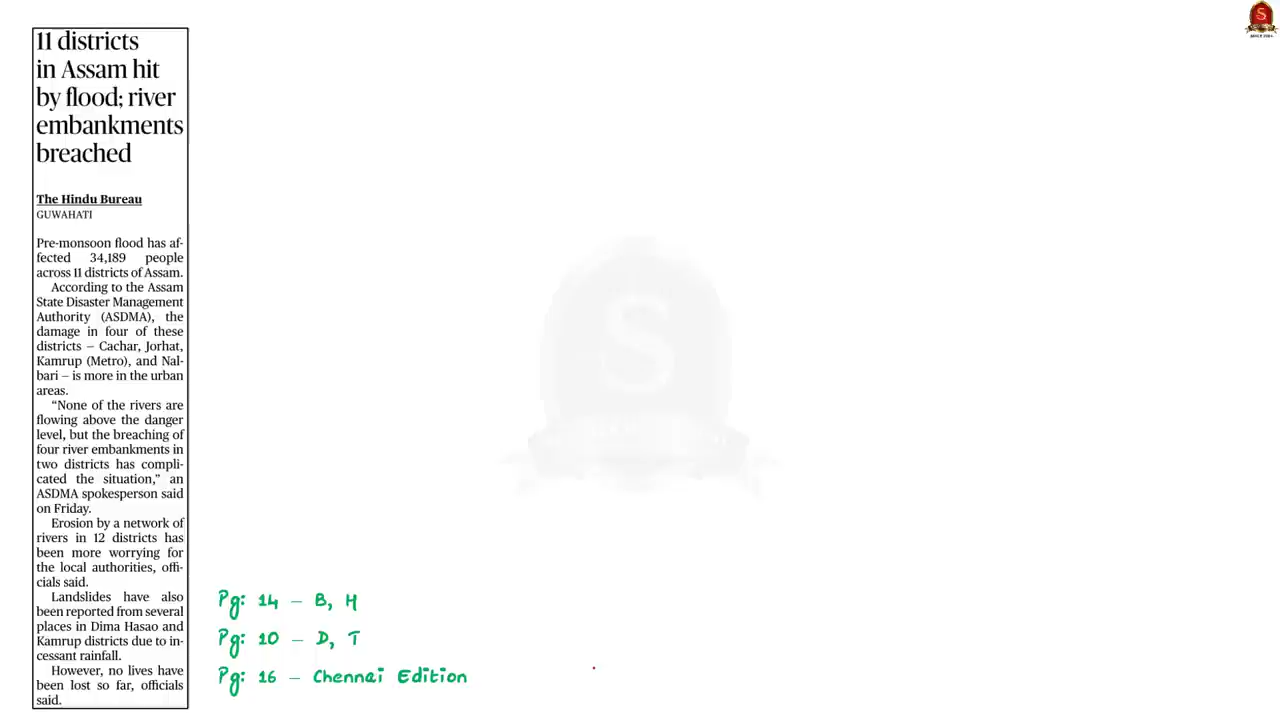 11 districts
in Assam hit
by flood; river
embankments
breached
The Hindu Bureau
GUWAHATI
Pre-monsoon flood has af-
fected 34,189 people
across 11 districts of Assam.
According to the Assam
State Disaster Management
Authority (ASDMA), the
damage in four of these
districts – Cachar, Jorhat,
Kamrup (Metro), and Nal-
bari – is more in the urban
areas.
“None of the rivers are
flowing above the danger
level, but the breaching of
four river embankments in
two districts has compli-
cated the situation,” an
ASDMA spokesperson said
on Friday.
Erosion by a network of
rivers in 12 districts has
been more worrying for
the local authorities, offi-
cials said.
Landslides have also
been reported from several
places in Dima Hasao and
Kamrup districts due to in-
cessant rainfall.
However, no lives have
been lost so far, officials
said.
Pg: 14 – B, H
Pg: 10 – D, T
Pg: 16 – Chennai Edition
S
S